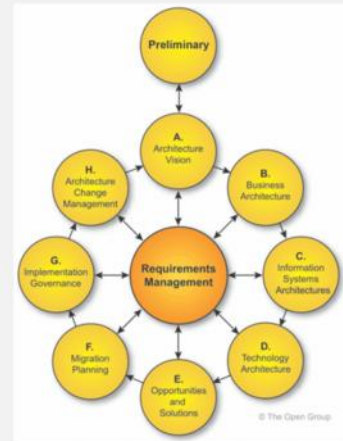 Preliminary
A.
Architecture
Vision
B.
Business
Architecture
C.
Information
Systems
Architectures
D.
Technology
Architecture
E.
Opportunities
and
Solutions
F.
Migration
Planning
G.
Implementation
Governance
H.
Architecture
Change
Management
Requirements
Management
© The Open Group